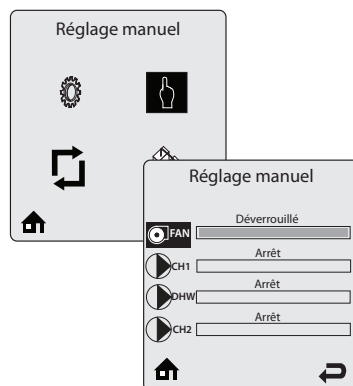 Réglage manuel
Réglage manuel
Déverrouillé
FAN
Arrêt
CH1
Arrêt
DHW
Arrêt
CH2